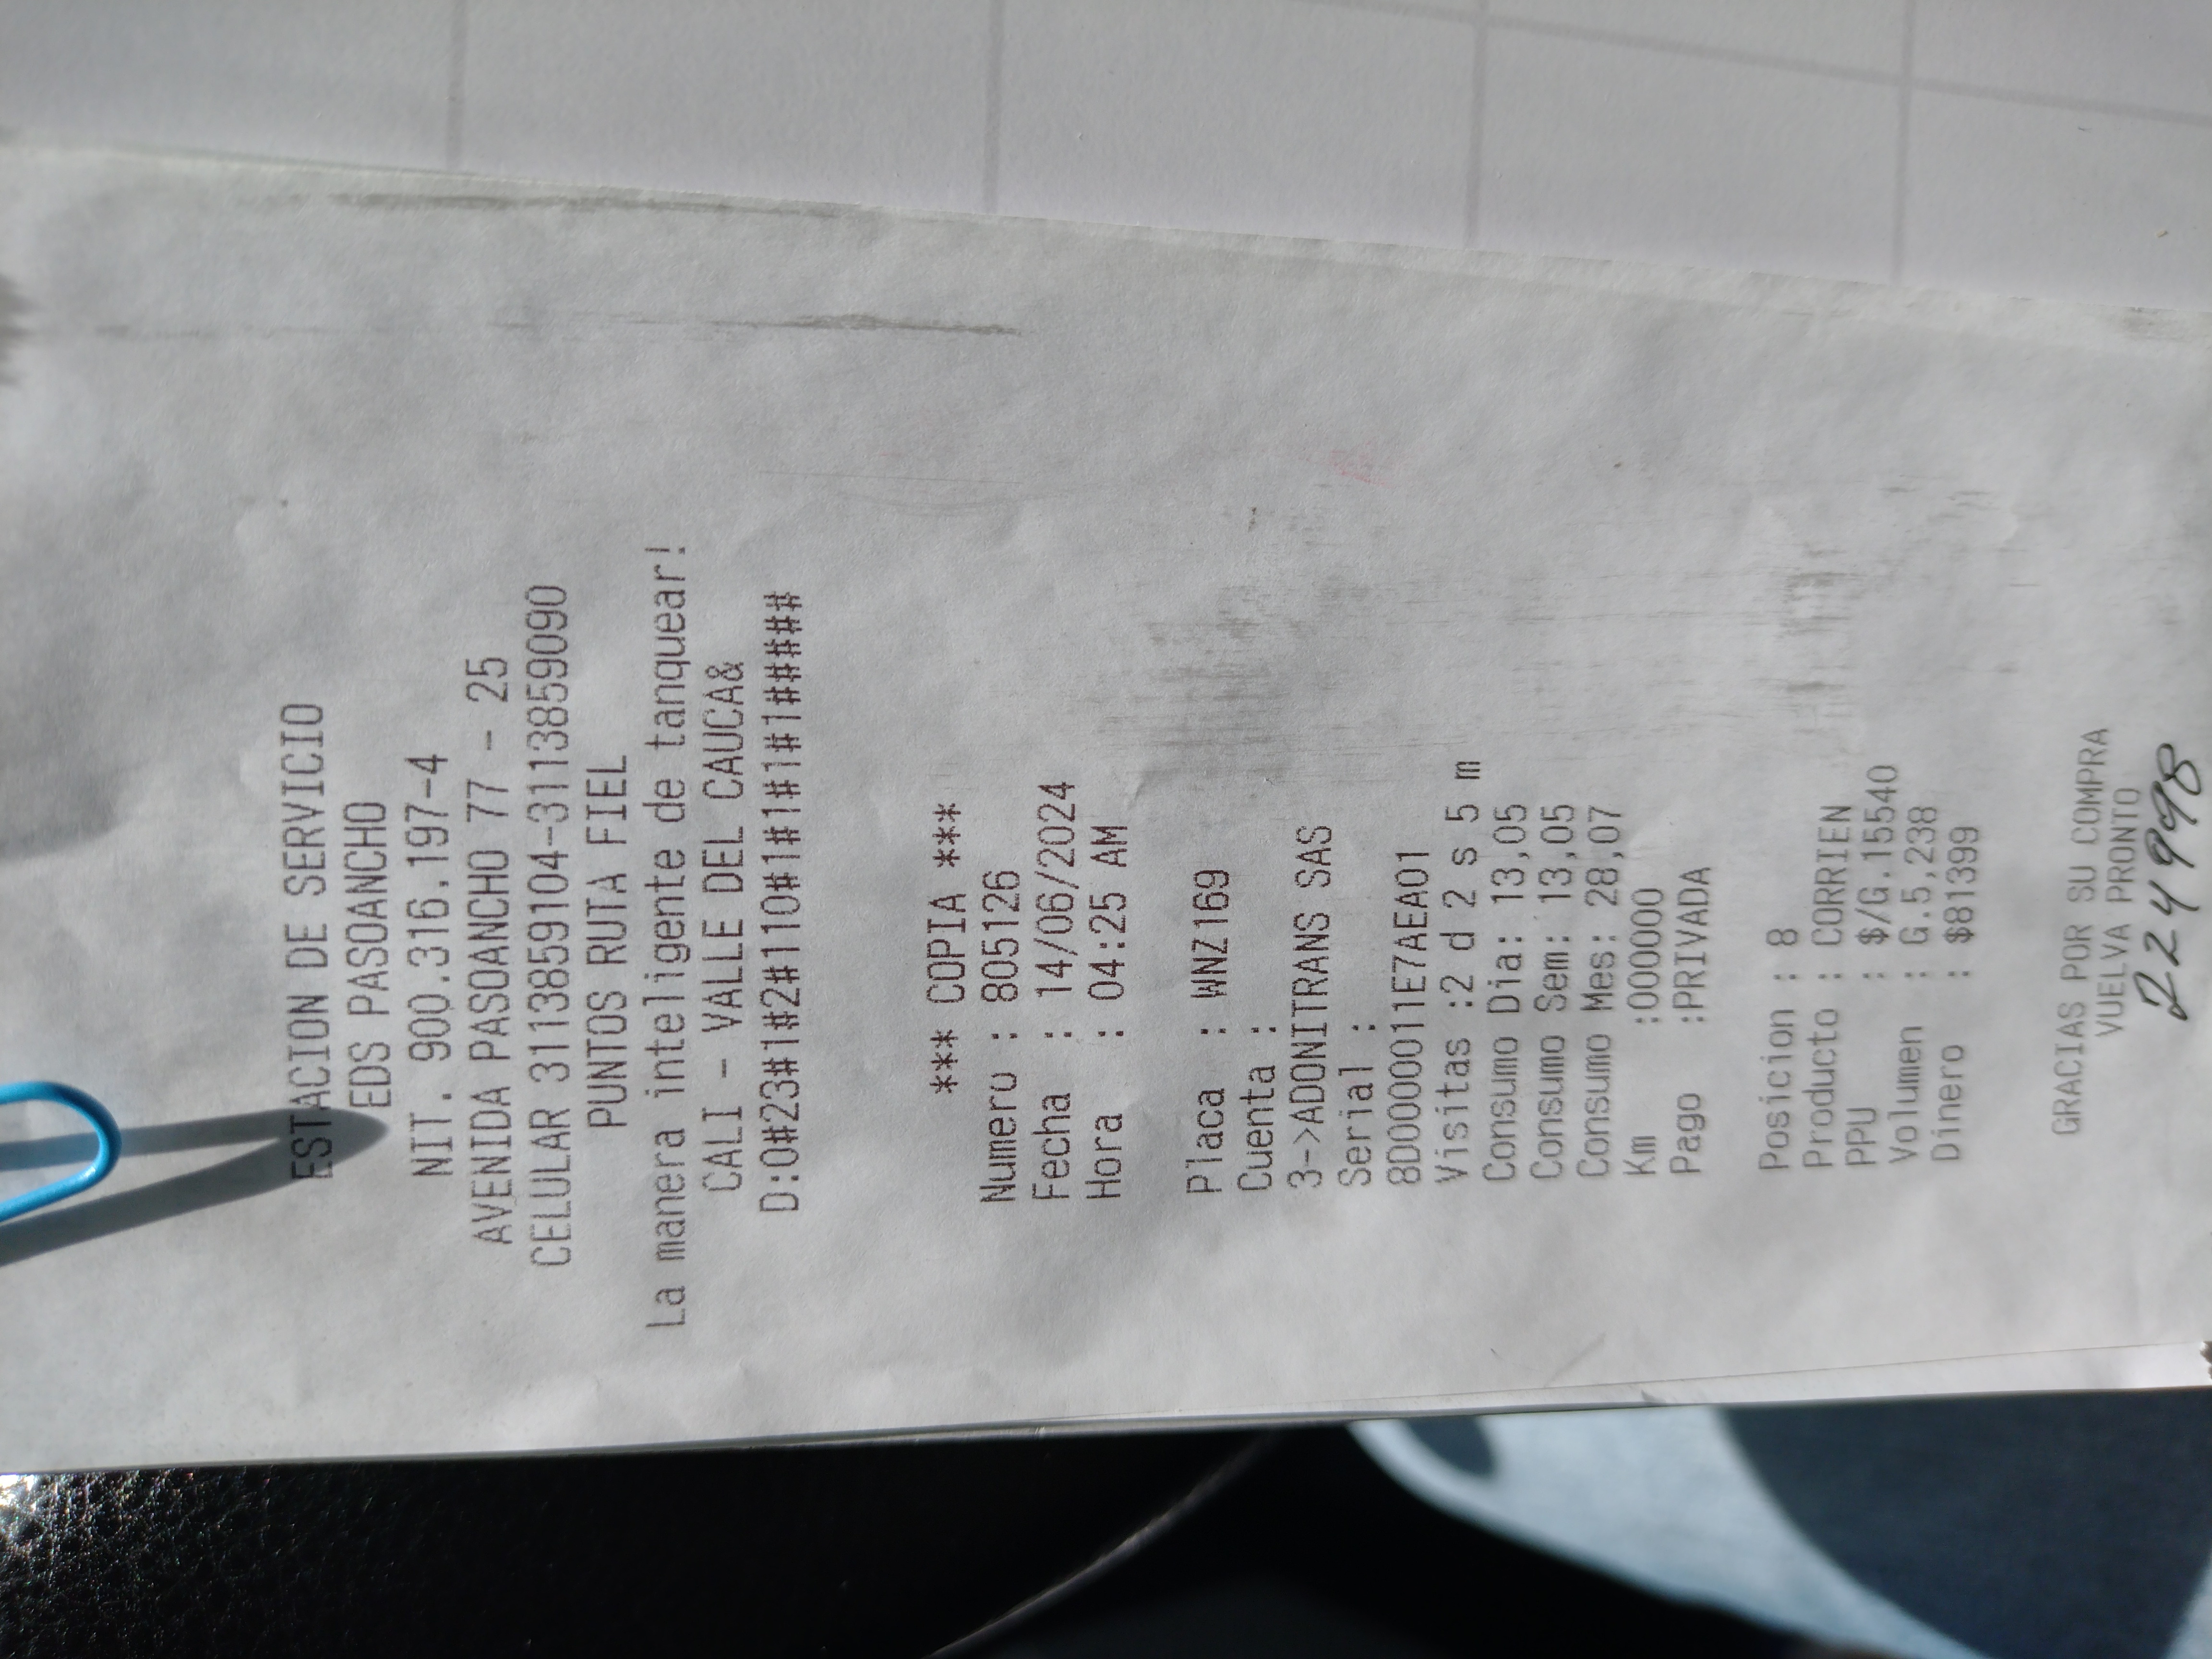 ESTACION DE SERVICIO
EDS PASOANCHO
NIT. 900.316.197-4
AVENIDA PASOANCHO 77 - 25
CELULAR 3113859104-3113859090
PUNTOS RUTA FIEL
La manera inteligente de tanquear!
CALI - VALLE DEL CAUCA&
D:0#23#1#2#110#1#1#1#1#####
*** COPIA ***
Numero : 805126
Fecha : 14/06/2024
Hora : 04:25 AM
Placa : WNZ169
Cuenta :
3->ADONITRANS SAS
Serial :
8D000011E7AEA01
Visitas :2 d 2 s 5 m
Consumo Dia: 13,05
Consumo Sem: 13,05
Consumo Mes: 28,07
Km :000000
Pago :PRIVADA
Posicion : 8
Producto : CORRIEN
PPU : $/G.15540
Volumen : G.5,238
Dinero : $81399
GRACIAS POR SU COMPRA
VUELVA PRONTO
224998